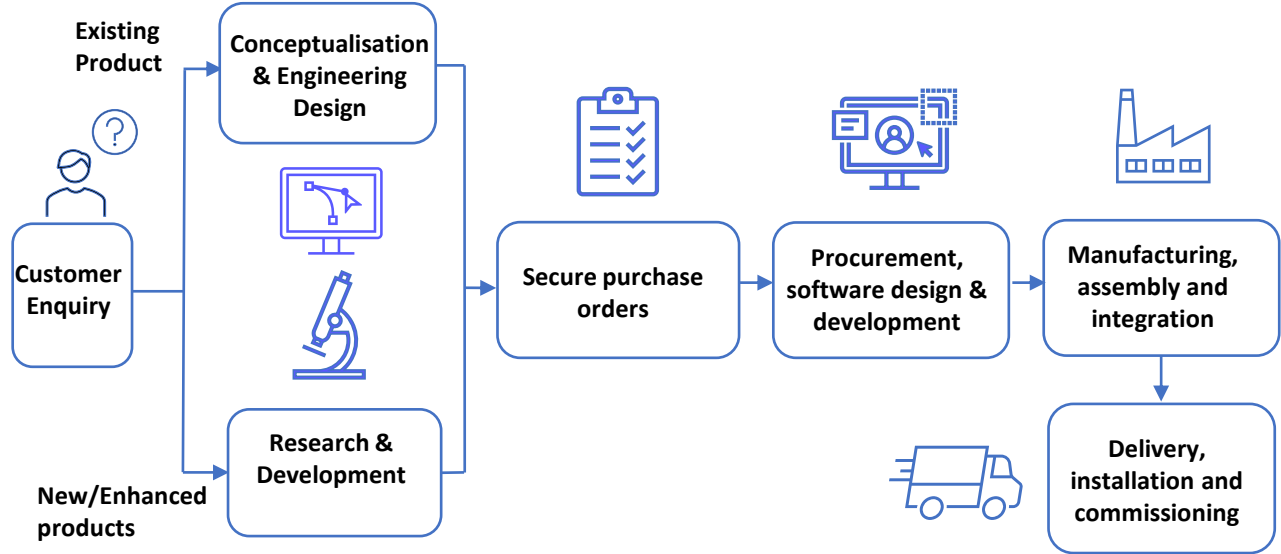 Existing
Product
Conceptualisation
& Engineering
Design
?
Customer
Enquiry
Research &
Development
New/Enhanced
products
Secure purchase
orders
Procurement,
software design &
development
Manufacturing,
assembly and
integration
Delivery,
installation and
commissioning